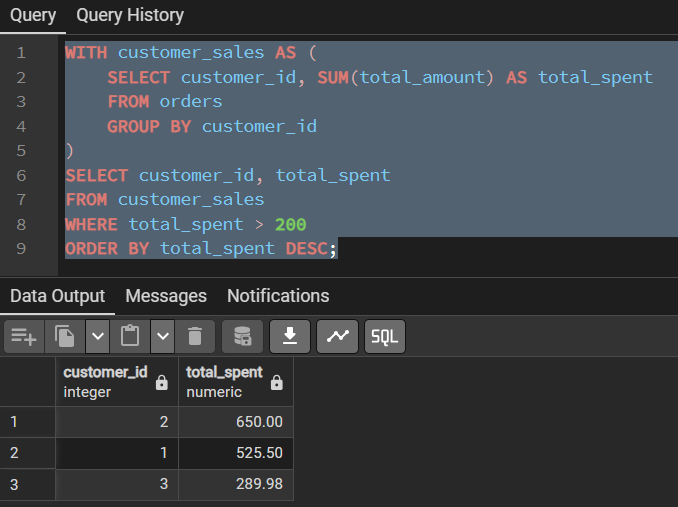 Query Query History
1 WITH customer_sales AS (
2 SELECT customer_id, SUM(total_amount) AS total_spent
3 FROM orders
4 GROUP BY customer_id
5 )
6 SELECT customer_id, total_spent
7 FROM customer_sales
8 WHERE total_spent > 200
9 ORDER BY total_spent DESC;
Data Output Messages Notifications
SQL
customer_id total_spent
integer numeric
1 2 650.00
2 1 525.50
3 3 289.98